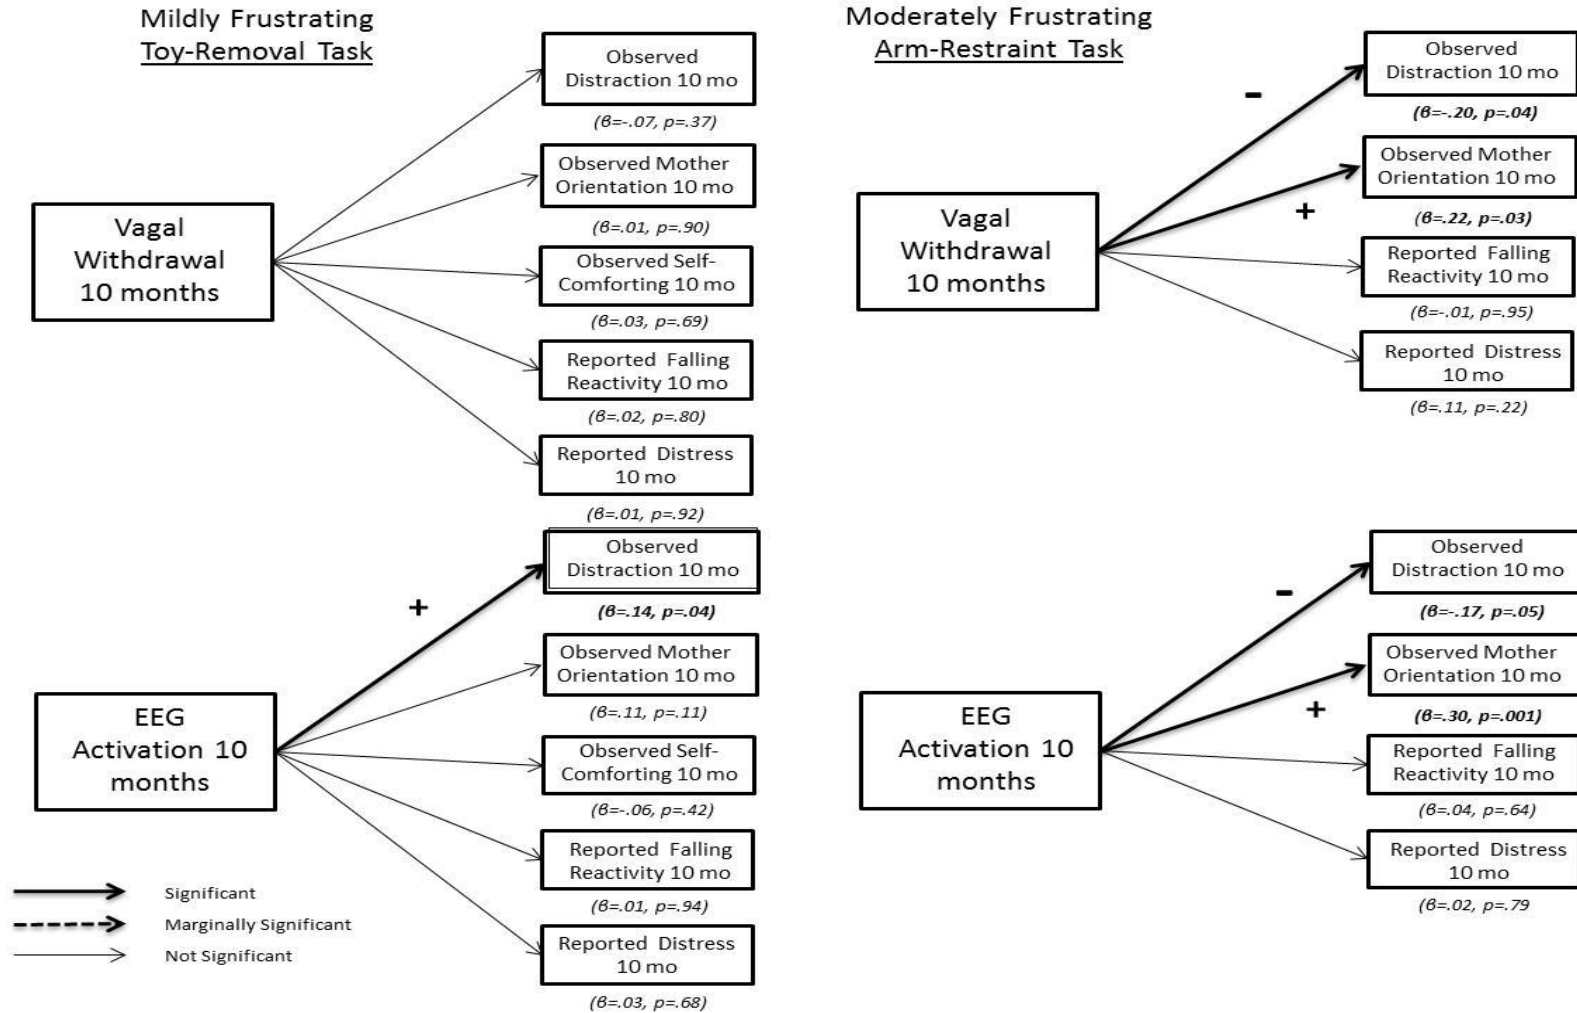 Mildly Frustrating
Toy-Removal Task
Observed
Distraction 10 mo
(β=-.07, p=.37)
Observed Mother
Orientation 10 mo
(β=.01, p=.90)
Vagal
Withdrawal
10 months
Observed Self-
Comforting 10 mo
(β=.03, p=.69)
Reported Falling
Reactivity 10 mo
(β=.02, p=.80)
Reported Distress
10 mo
(β=.01, p=.92)
Observed
Distraction 10 mo
+
(β=.14, p=.04)
Observed Mother
Orientation 10 mo
(β=.11, p=.11)
EEG
Activation 10
months
Observed Self-
Comforting 10 mo
(β=-.06, p=.42)
Reported Falling
Reactivity 10 mo
(β=.01, p=.94)
Reported Distress
10 mo
(β=.03, p=.68)
Significant
Marginally Significant
Not Significant
Moderately Frustrating
Arm-Restraint Task
Observed
Distraction 10 mo
-
(β=-.20, p=.04)
Observed Mother
Orientation 10 mo
+
(β=.22, p=.03)
Vagal
Withdrawal
10 months
Reported Falling
Reactivity 10 mo
(β=-.01, p=.95)
Reported Distress
10 mo
(β=.11, p=.22)
Observed
Distraction 10 mo
-
(β=-.17, p=.05)
Observed Mother
Orientation 10 mo
+
(β=.30, p=.001)
EEG
Activation 10
months
Reported Falling
Reactivity 10 mo
(β=.04, p=.64)
Reported Distress
10 mo
(β=.02, p=.79